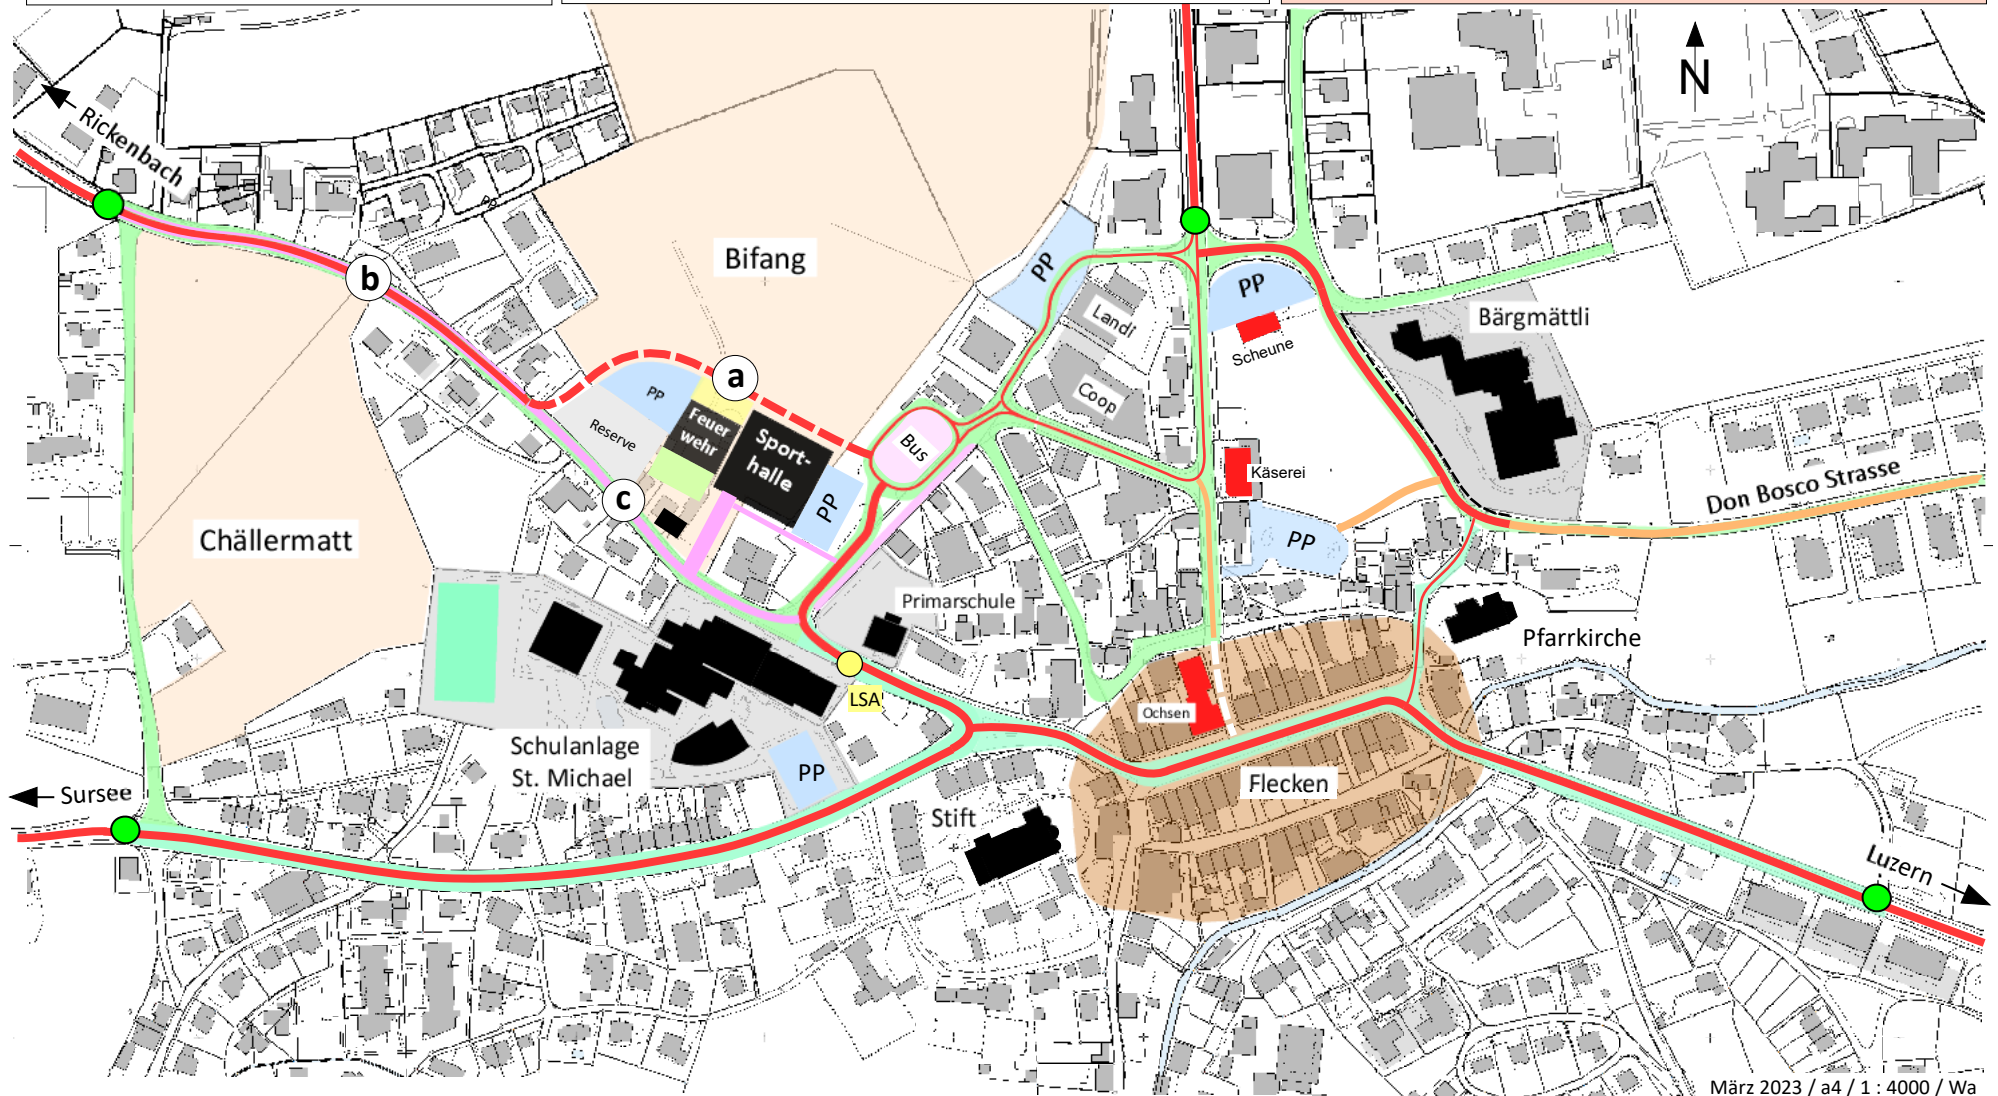 N
Rickenbach
PP
Bifang
PP
PP
Landi
Bärgmättli
b
Scheune
a
PP
Coop
Feuer
wehr
Sport-
halle
Reserve
Bus
Käserei
Don Bosco Strasse
c
PP
PP
Chällermatt
Primarschule
Pfarrkirche
LSA
Ochsen
Schulanlage
St. Michael
PP
Flecken
Sursee
Stift
Luzern
März 2023 / a4 / 1 : 4000 / Wa